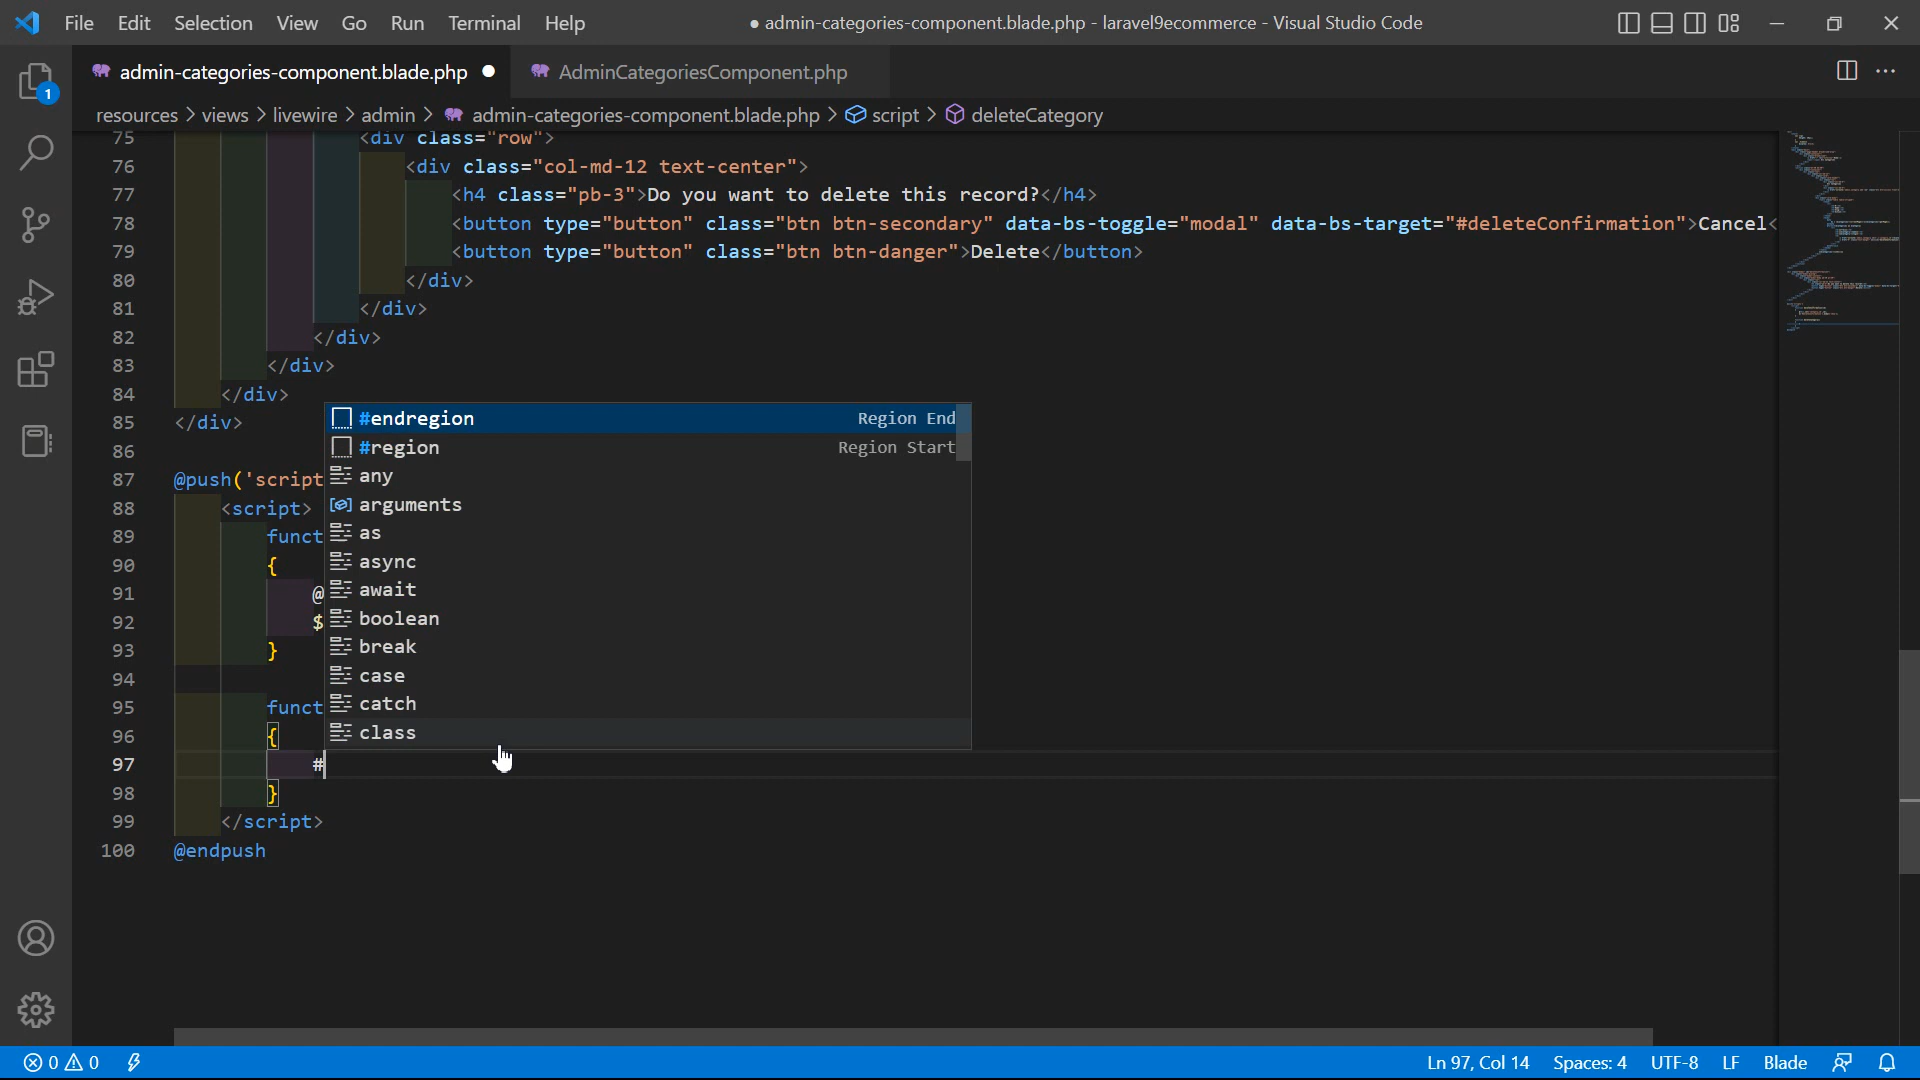 File Edit Selection View Go Run Terminal Help
● admin-categories-component.blade.php - laravel9ecommerce - Visual Studio Code
admin-categories-component.blade.php ●
AdminCategoriesComponent.php
1
resources > views > livewire > admin > admin-categories-component.blade.php > script > deleteCategory
75 <div class="row">
76 <div class="col-md-12 text-center">
77 <h4 class="pb-3">Do you want to delete this record?</h4>
78 <button type="button" class="btn btn-secondary" data-bs-toggle="modal" data-bs-target="#deleteConfirmation">Cancel<
79 <button type="button" class="btn btn-danger">Delete</button>
80 </div>
81 </div>
82 </div>
83 </div>
84 </div>
85 </div>
86
87 @push('script
88 <script>
89 funct
90 {
91 @
92 $
93 }
94
95 funct
96 {
97 #
98 }
99 </script>
100 @endpush
#endregion Region End
#region Region Start
any
arguments
as
async
await
boolean
break
case
catch
class
0 0 Ln 97, Col 14 Spaces: 4 UTF-8 LF Blade